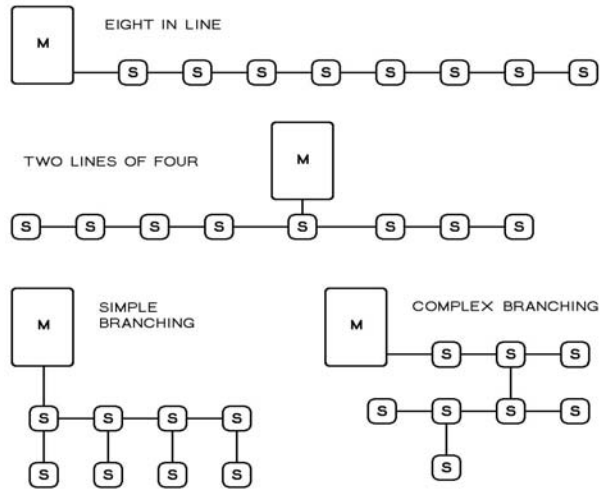 EIGHT IN LINE
M
S S S S S S S S
TWO LINES OF FOUR
M
S S S S S S S S
M
SIMPLE
BRANCHING
S S S S
S S S S
M
COMPLEX BRANCHING
S S S
S S S S
S